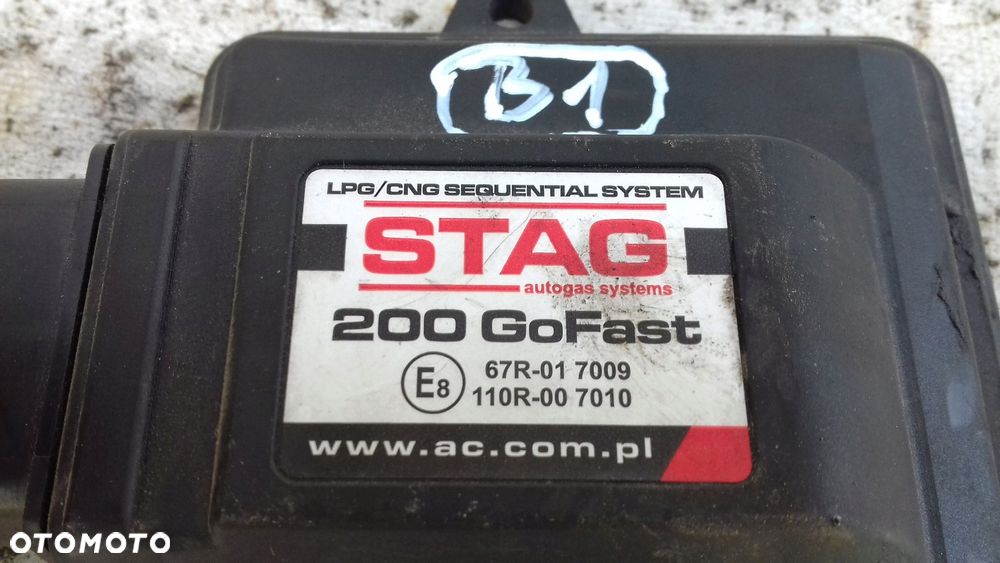 B1
LPG/CNG SEQUENTIAL SYSTEM
STAG
autogas systems
200 GoFast
E8 67R-01 7009
110R-00 7010
www.ac.com.pl
OTOMOTO